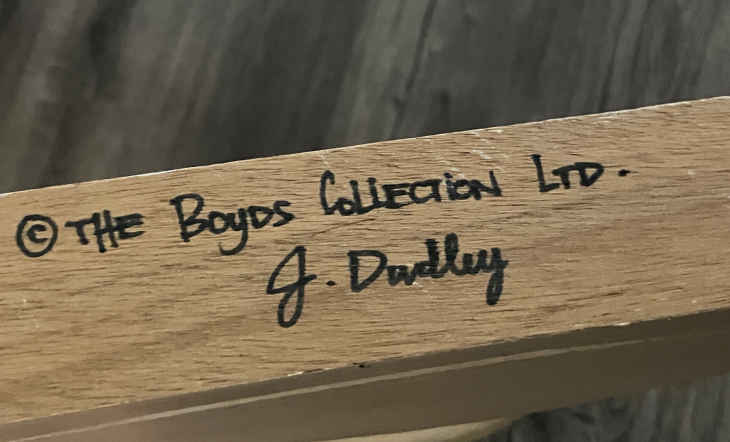 © THE BOYDS COLLECTION LTD.
J. Dudley